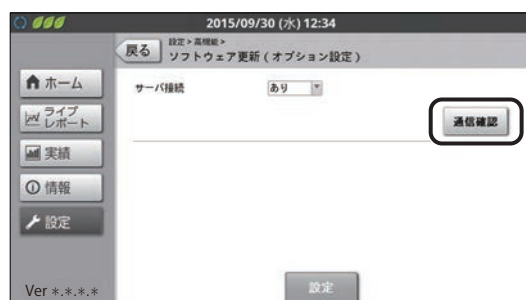 2015/09/30 (水) 12:34
戻る
設定 > 高機能 >
ソフトウェア更新 ( オプション設定 )
ホーム
ライブ
レポート
実績
情報
設定
Ver *.*.*.*
サーバ接続
あり
通信確認
設定